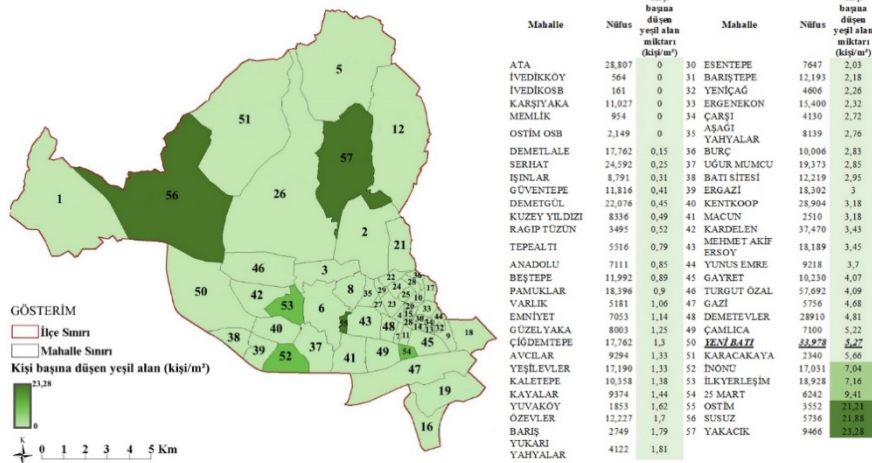 5
51
12
57
56
1
26
2
21
46
3
50
42
53
8
35
22
29
24
36
28
17
27
23
25
10
20
33
6
43
48
45
9
18
40
38
39
52
37
41
49
54
47
19
16
GÖSTERİM
İlçe Sınırı
Mahalle Sınırı
Kişi başına düşen yeşil alan (kişi/m²)
23,28
0
K
0 1 2 3 4 5 Km
Mahalle Nüfus başına düşen yeşil alan miktarı (kişi/m²) Mahalle Nüfus başına düşen yeşil alan miktarı (kişi/m²)
ATA 28,807 0 30 ESENTEPE 7647 2,03
İVEDİKKÖY 564 0 31 BARIŞTEPE 12,193 2,18
İVEDİKOSB 161 0 32 YENİÇAĞ 4606 2,26
KARŞIYAKA 11,027 0 33 ERGENEKON 15,400 2,32
MEMLİK 954 0 34 ÇARŞI 4130 2,72
OSTİM OSB 2,149 0 35 AŞAĞI YAHYALAR 8139 2,76
DEMETLALE 17,762 0,15 36 BURÇ 10,006 2,83
SERHAT 24,592 0,25 37 UĞUR MUMCU 19,373 2,85
IŞINLAR 8,791 0,31 38 BATI SİTESİ 12,219 2,95
GÜVENTEPE 11,816 0,41 39 ERGAZİ 18,302 3
DEMETGÜL 22,076 0,45 40 KENTKOOP 28,904 3,18
KUZEY YILDIZI 8336 0,49 41 MACUN 2510 3,18
RAGIP TÜZÜN 3495 0,52 42 KARDELEN 37,470 3,43
TEPEALTI 5516 0,79 43 MEHMET AKİF ERSOY 18,189 3,45
ANADOLU 7111 0,85 44 YUNUS EMRE 9218 3,7
BEŞTEPE 11,992 0,89 45 GAYRET 10,230 4,07
PAMUKLAR 18,396 0,9 46 TURGUT ÖZAL 57,692 4,09
VARLIK 5181 1,06 47 GAZİ 5756 4,68
EMNİYET 7053 1,14 48 DEMETEVLER 28910 4,81
GÜZELYAKA 8003 1,25 49 ÇAMLICA 7100 5,22
ÇİĞDEMTEPE 17,762 1,3 50 YENİ BATI 33,978 5,27
AVCILAR 9294 1,33 51 KARACAKAYA 2340 5,66
YEŞİLEVLER 17,190 1,33 52 İNÖNÜ 17,031 7,04
KALETEPE 10,358 1,38 53 İLKYERLEŞİM 18,928 7,16
KAYALAR 9374 1,44 54 25 MART 6242 9,41
YUVAKÖY 1853 1,62 55 OSTİM 3552 21,21
ÖZEVLER 12,227 1,7 56 SUSUZ 5736 21,88
BARIŞ 2749 1,79 57 YAKACIK 9466 23,28
YUKARI YAHYALAR 4122 1,81